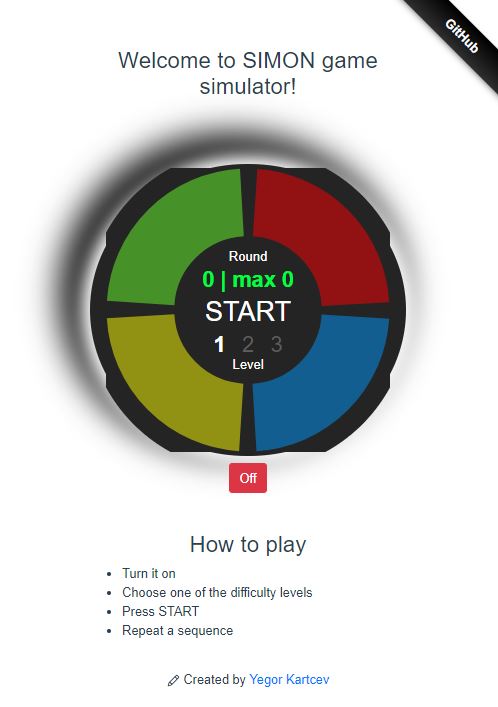 GitHub
Welcome to SIMON game
simulator!
Round
0 | max 0
START
1 2 3
Level
Off
How to play
Turn it on
Choose one of the difficulty levels
Press START
Repeat a sequence
Created by Yegor Kartcev